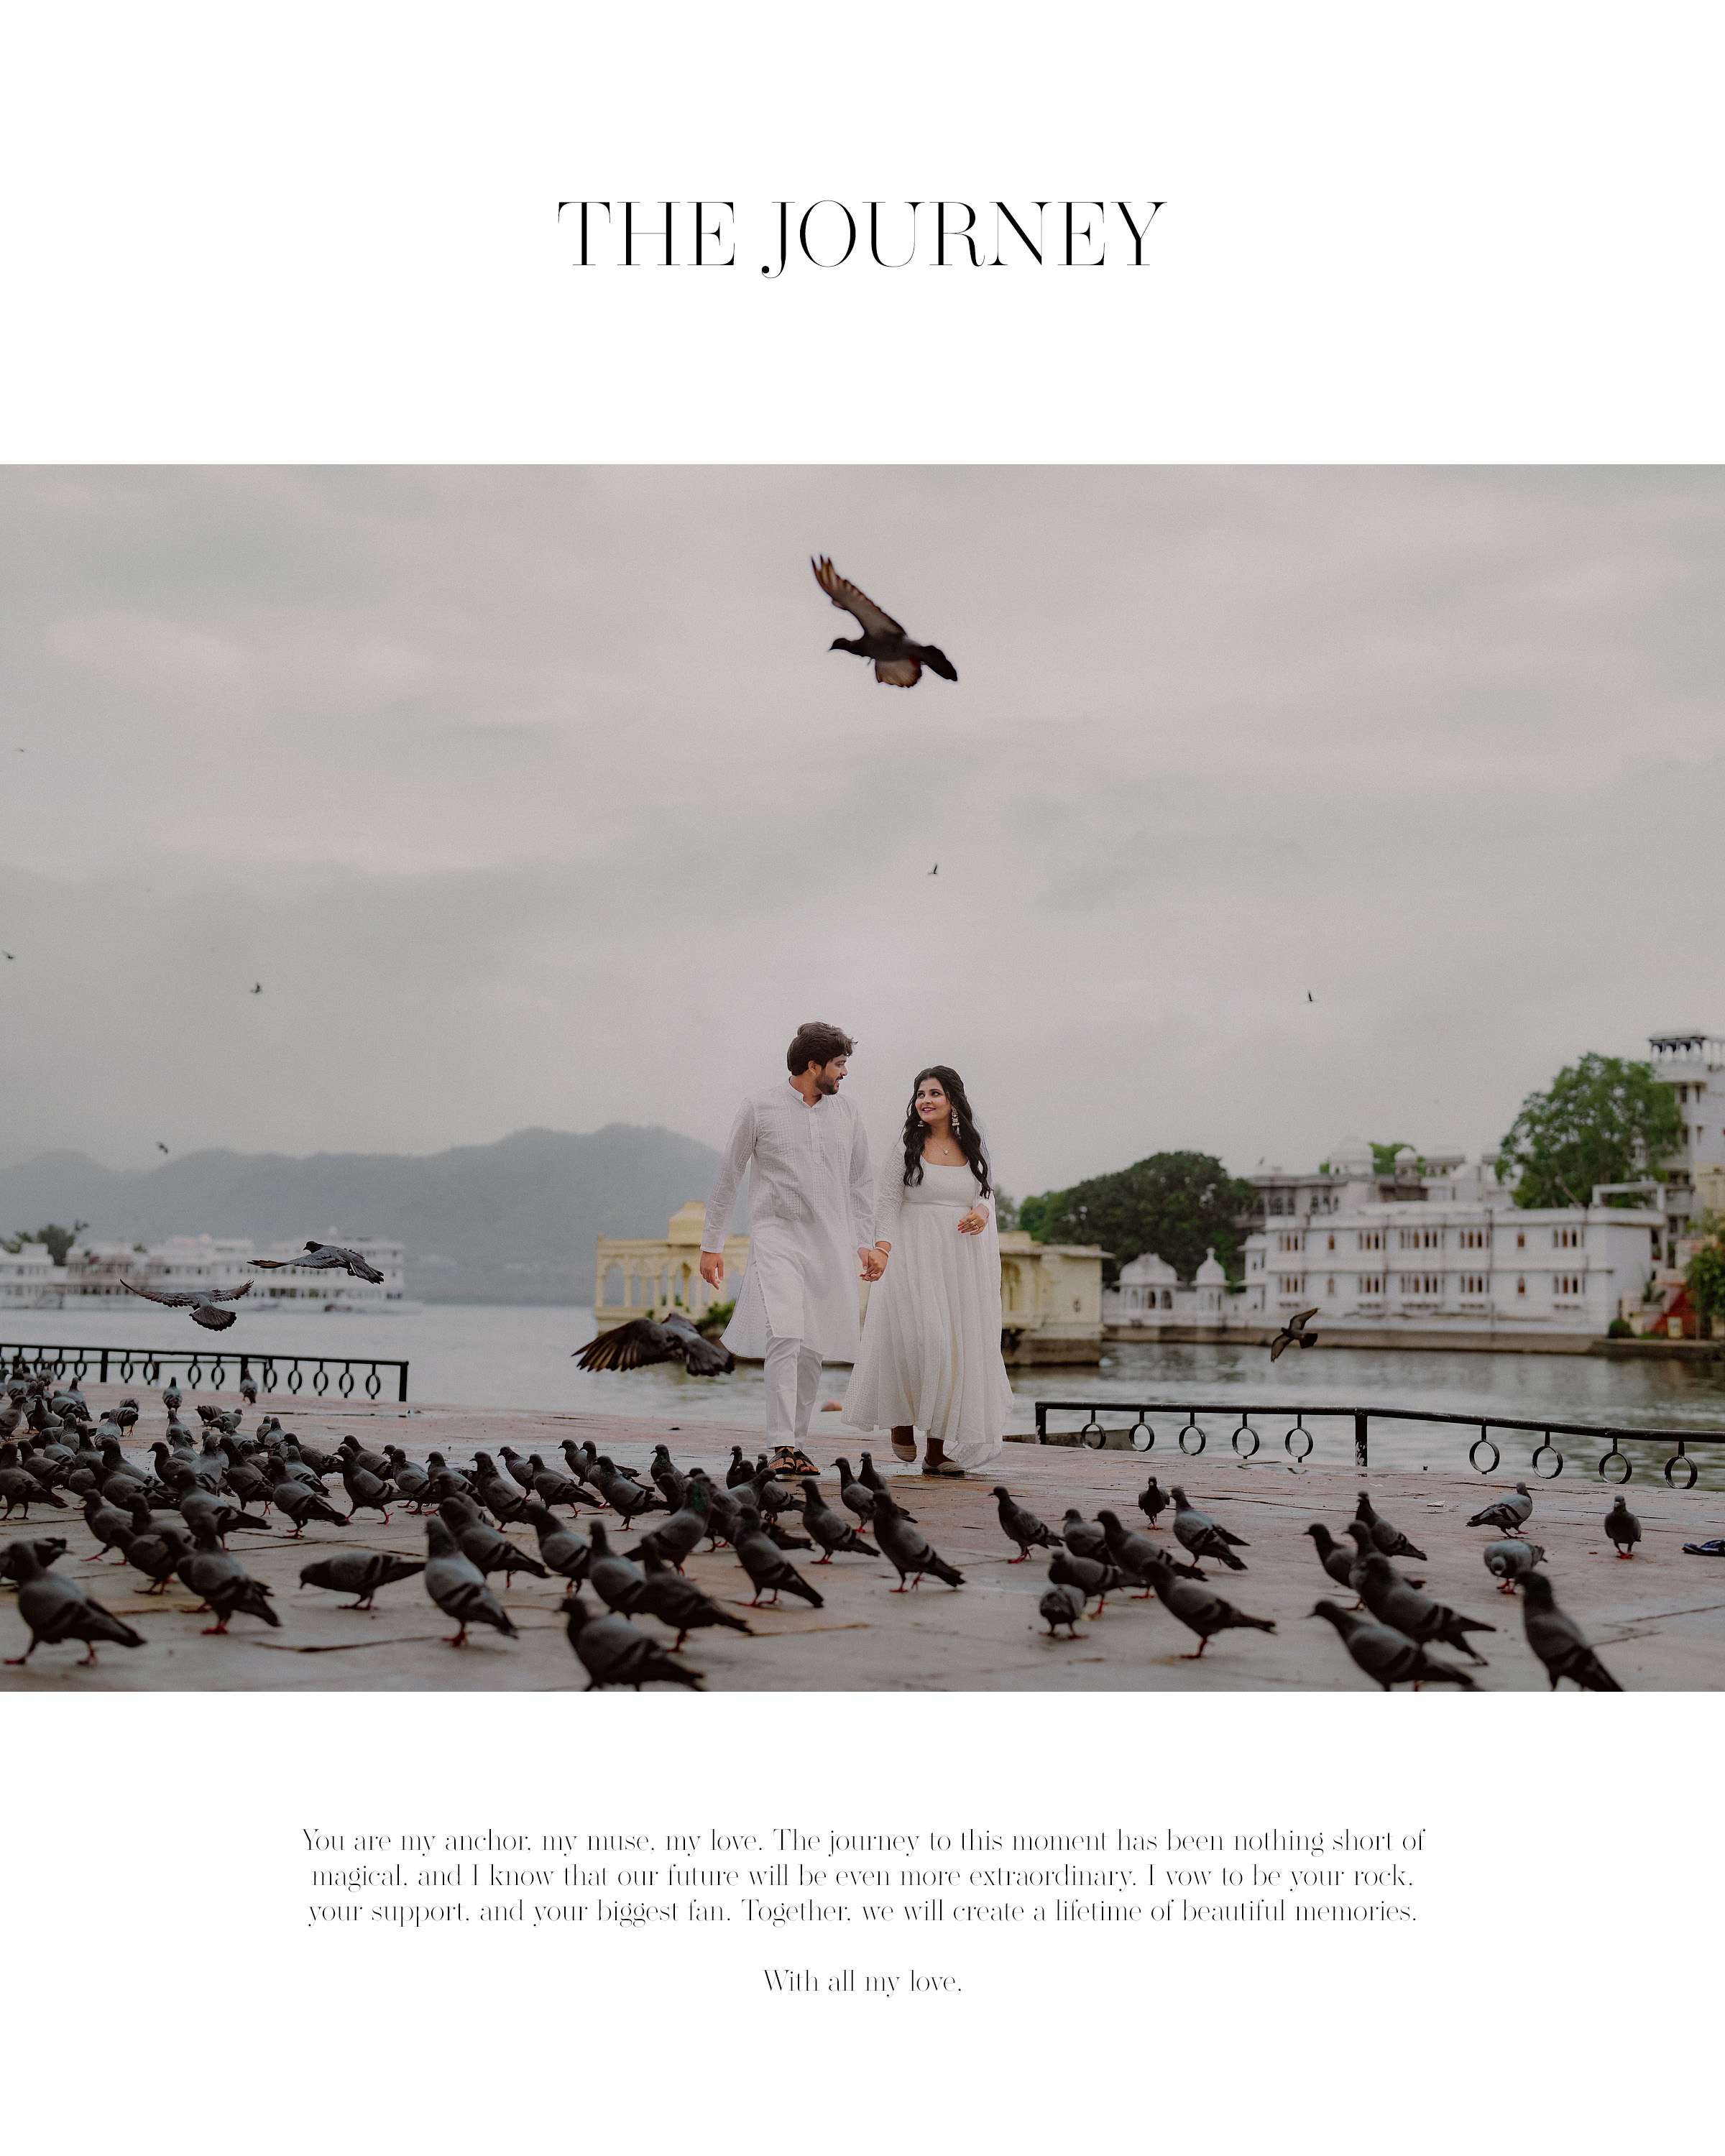 THE JOURNEY
You are my anchor, my muse, my love. The journey to this moment has been nothing short of
magical, and I know that our future will be even more extraordinary. I vow to be your rock,
your support, and your biggest fan. Together, we will create a lifetime of beautiful memories.
With all my love,